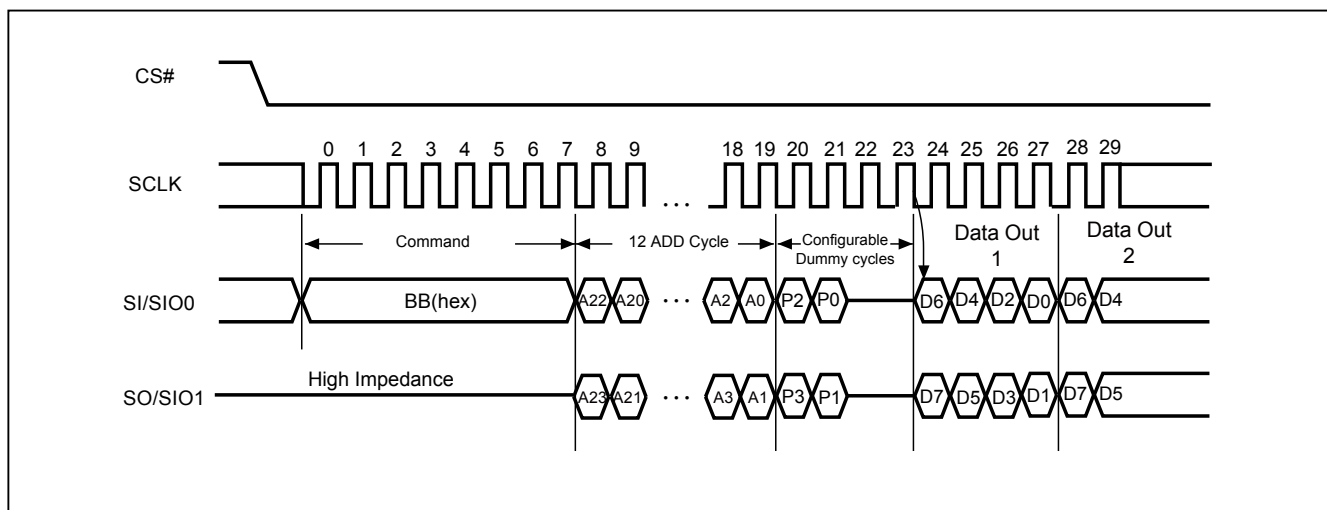 CS#
0 1 2 3 4 5 6 7 8 9 18 19 20 21 22 23 24 25 26 27 28 29
SCLK
...
Command 12 ADD Cycle Configurable Dummy cycles Data Out 1 Data Out 2
SI/SIO0 BB(hex) A22 A20 ... A2 A0 P2 P0 D6 D4 D2 D0 D6 D4
High Impedance
SO/SIO1 A23 A21 ... A3 A1 P3 P1 D7 D5 D3 D1 D7 D5